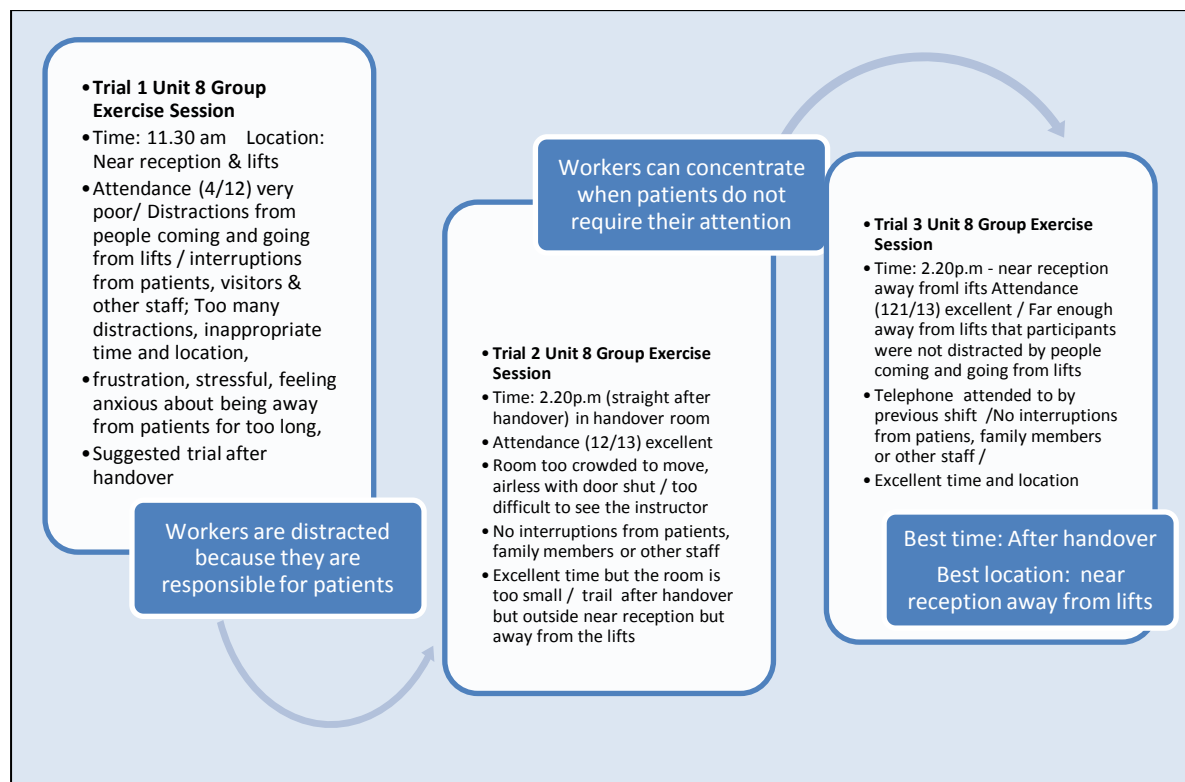 •Trial 1 Unit 8 Group
Exercise Session
•Time: 11.30 am Location:
Near reception & lifts
•Attendance (4/12) very
poor/ Distractions from
people coming and going
from lifts / interruptions
from patients, visitors &
other staff; Too many
distractions, inappropriate
time and location,
•frustration, stressful, feeling
anxious about being away
from patients for too long,
•Suggested trial after
handover
Workers are distracted
because they are
responsible for patients
•Trial 2 Unit 8 Group Exercise
Session
•Time: 2.20p.m (straight after
handover) in handover room
•Attendance (12/13) excellent
•Room too crowded to move,
airless with door shut / too
difficult to see the instructor
•No interruptions from patients,
family members or other staff
•Excellent time but the room is
too small / trail after handover
but outside near reception but
away from the lifts
Workers can concentrate
when patients do not
require their attention
•Trial 3 Unit 8 Group Exercise
Session
•Time: 2.20p.m - near reception
away froml ifts Attendance
(121/13) excellent / Far enough
away from lifts that participants
were not distracted by people
coming and going from lifts
•Telephone attended to by
previous shift /No interruptions
from patiens, family members
or other staff /
•Excellent time and location
Best time: After handover
Best location: near
reception away from lifts